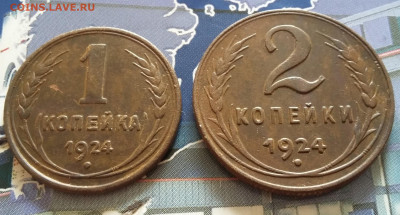 COINS.LAVE.RU
1
КОПЕЙКА
1924
2
КОПЕЙКИ
1924